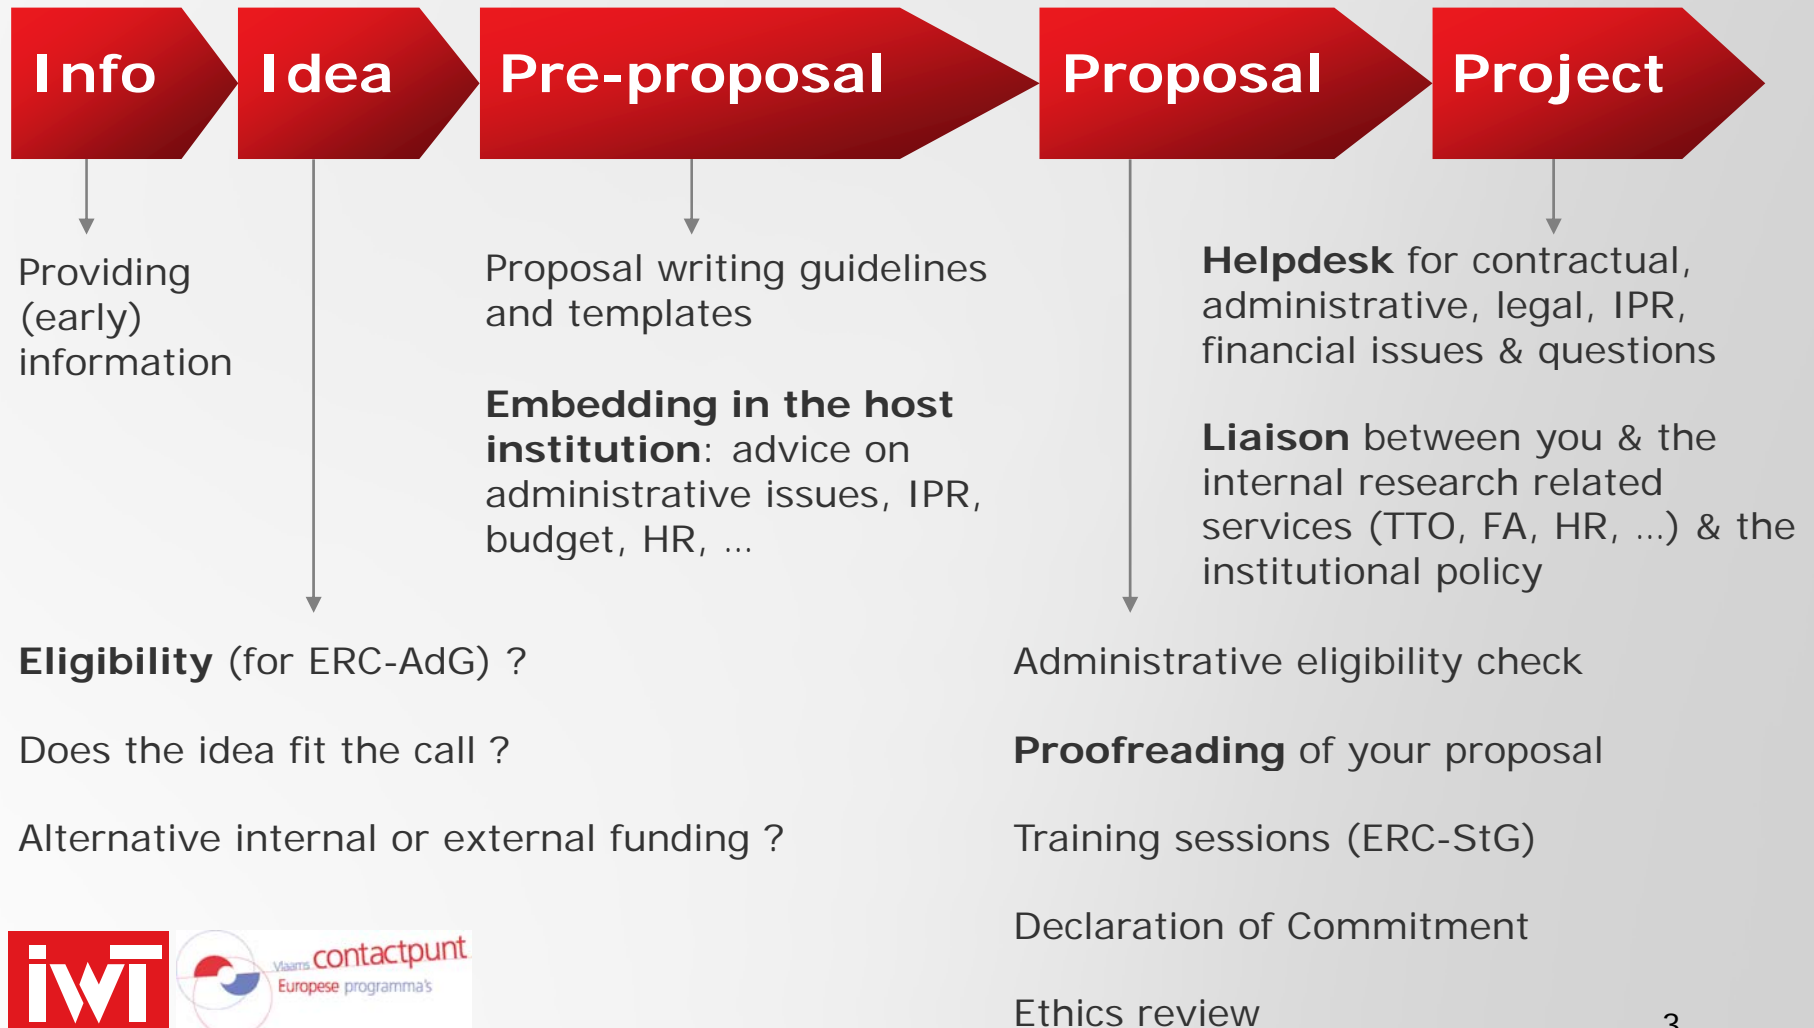 Info
Idea
Pre-proposal
Proposal
Project
Providing
(early)
information
Proposal writing guidelines
and templates
Embedding in the host
institution: advice on
administrative issues, IPR,
budget, HR, ...
Helpdesk for contractual,
administrative, legal, IPR,
financial issues & questions
Liaison between you & the
internal research related
services (TTO, FA, HR, ...) & the
institutional policy
Eligibility (for ERC-AdG) ?
Does the idea fit the call ?
Alternative internal or external funding ?
Administrative eligibility check
Proofreading of your proposal
Training sessions (ERC-StG)
Declaration of Commitment
Ethics review
iwT
Vlaams contactpunt
Europese programma's
3